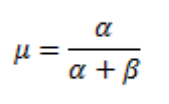 μ = α / (α + β)